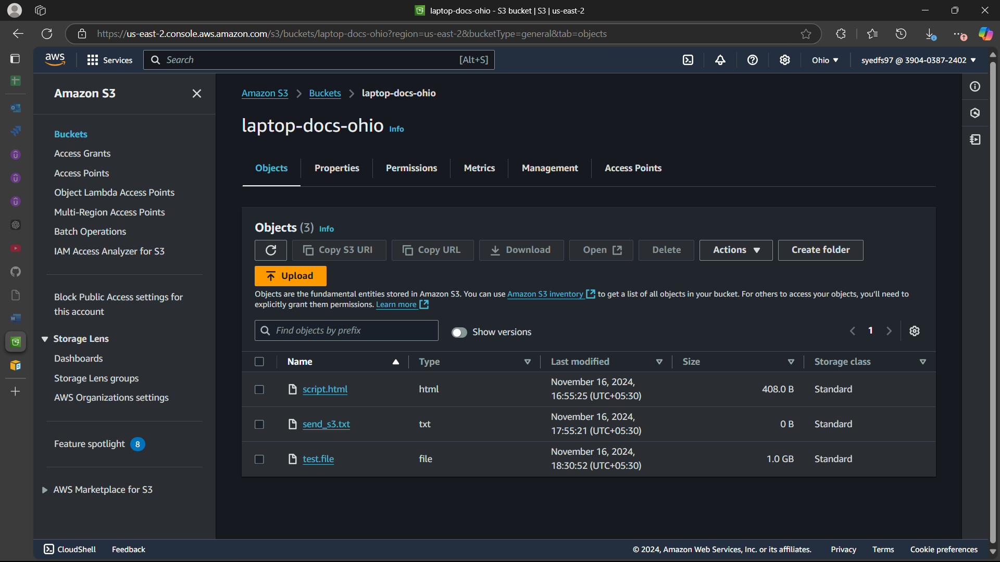 laptop-docs-ohio - S3 bucket | S3 | us-east-2
https://us-east-2.console.aws.amazon.com/s3/buckets/laptop-docs-ohio?region=us-east-2&bucketType=general&tab=objects
aws
Services
Search
[Alt+S]
Ohio
syedfs97 @ 3904-0387-2402
Amazon S3
Buckets
Access Grants
Access Points
Object Lambda Access Points
Multi-Region Access Points
Batch Operations
IAM Access Analyzer for S3
Block Public Access settings for
this account
Storage Lens
Dashboards
Storage Lens groups
AWS Organizations settings
Feature spotlight 8
AWS Marketplace for S3
Amazon S3 > Buckets > laptop-docs-ohio
laptop-docs-ohio Info
Objects Properties Permissions Metrics Management Access Points
Objects (3) Info
Copy S3 URI Copy URL Download Open Delete Actions Create folder
Upload
Objects are the fundamental entities stored in Amazon S3. You can use Amazon S3 inventory to get a list of all objects in your bucket. For others to access your objects, you'll need to
explicitly grant them permissions. Learn more
Find objects by prefix
Show versions
1
Name Type Last modified Size Storage class
script.html html November 16, 2024, 408.0 B Standard
16:55:25 (UTC+05:30)
send_s3.txt txt November 16, 2024, 0 B Standard
17:55:21 (UTC+05:30)
test.file file November 16, 2024, 1.0 GB Standard
18:30:52 (UTC+05:30)
CloudShell Feedback © 2024, Amazon Web Services, Inc. or its affiliates. Privacy Terms Cookie preferences